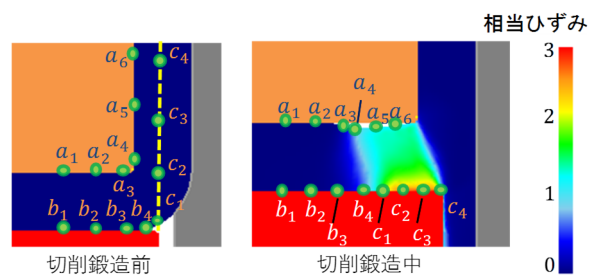 相当ひずみ
3
2
1
0
a₆
c₄
a₅
c₃
a₄
a₁ a₂
c₂
a₃
c₁
b₁ b₂ b₃ b₄
切削鍛造前
a₄
a₁ a₂ a₃ a₅ a₆
b₁ b₂ b₄ c₂ c₄
b₃ c₁ c₃
切削鍛造中